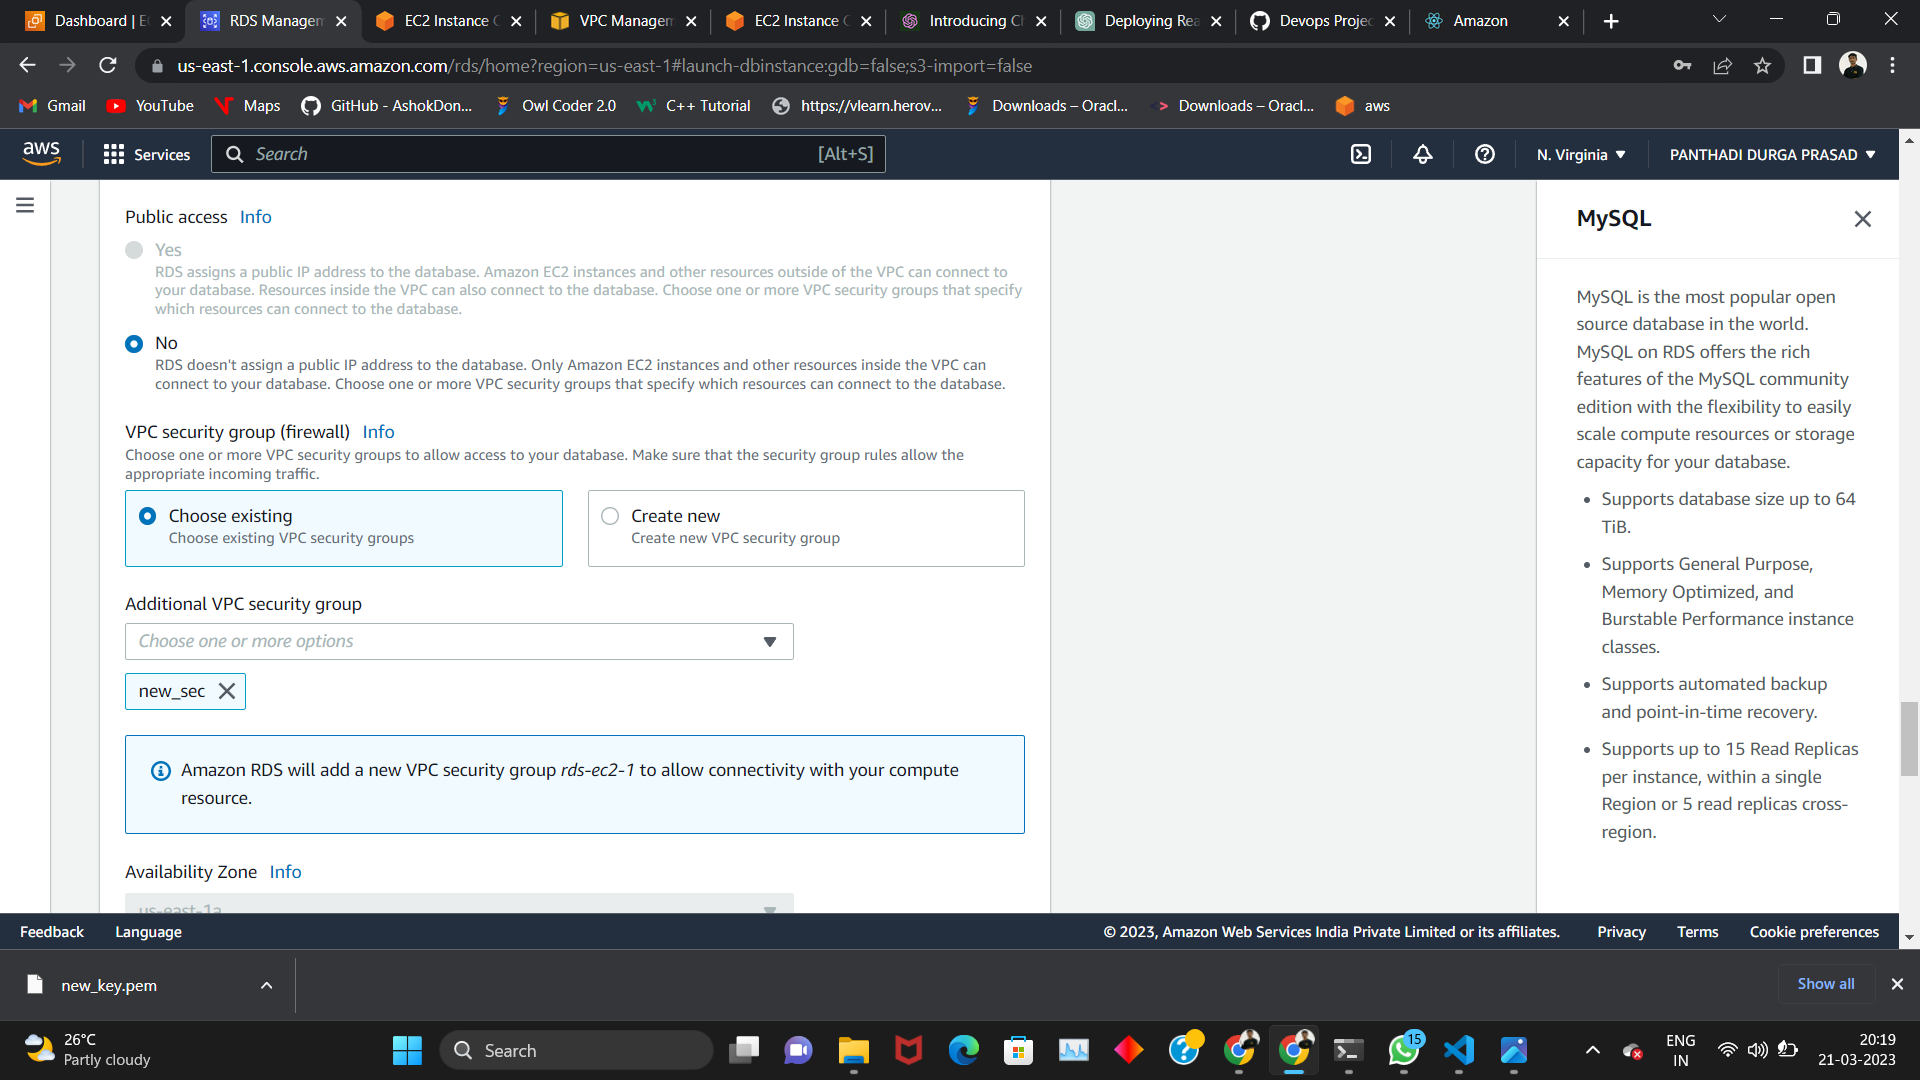 Dashboard | E
RDS Managem
EC2 Instance C
VPC Managem
EC2 Instance C
Introducing Ch
Deploying Rea
Devops Projec
Amazon
us-east-1.console.aws.amazon.com/rds/home?region=us-east-1#launch-dbinstance:gdb=false;s3-import=false
Gmail YouTube Maps GitHub - AshokDon... Owl Coder 2.0 C++ Tutorial https://vlearn.herov... Downloads – Oracl... Downloads – Oracl... aws
aws Services Search [Alt+S] N. Virginia PANTHADI DURGA PRASAD
Public access Info
Yes
RDS assigns a public IP address to the database. Amazon EC2 instances and other resources outside of the VPC can connect to
your database. Resources inside the VPC can also connect to the database. Choose one or more VPC security groups that specify
which resources can connect to the database.
No
RDS doesn't assign a public IP address to the database. Only Amazon EC2 instances and other resources inside the VPC can
connect to your database. Choose one or more VPC security groups that specify which resources can connect to the database.
VPC security group (firewall) Info
Choose one or more VPC security groups to allow access to your database. Make sure that the security group rules allow the
appropriate incoming traffic.
Choose existing
Choose existing VPC security groups
Create new
Create new VPC security group
Additional VPC security group
Choose one or more options
new_sec
Amazon RDS will add a new VPC security group rds-ec2-1 to allow connectivity with your compute
resource.
Availability Zone Info
us-east-1a
MySQL
MySQL is the most popular open
source database in the world.
MySQL on RDS offers the rich
features of the MySQL community
edition with the flexibility to easily
scale compute resources or storage
capacity for your database.
• Supports database size up to 64
TiB.
• Supports General Purpose,
Memory Optimized, and
Burstable Performance instance
classes.
• Supports automated backup
and point-in-time recovery.
• Supports up to 15 Read Replicas
per instance, within a single
Region or 5 read replicas cross-
region.
Feedback Language © 2023, Amazon Web Services India Private Limited or its affiliates. Privacy Terms Cookie preferences
new_key.pem Show all
26°C
Partly cloudy
Search
15
ENG
IN
20:19
21-03-2023